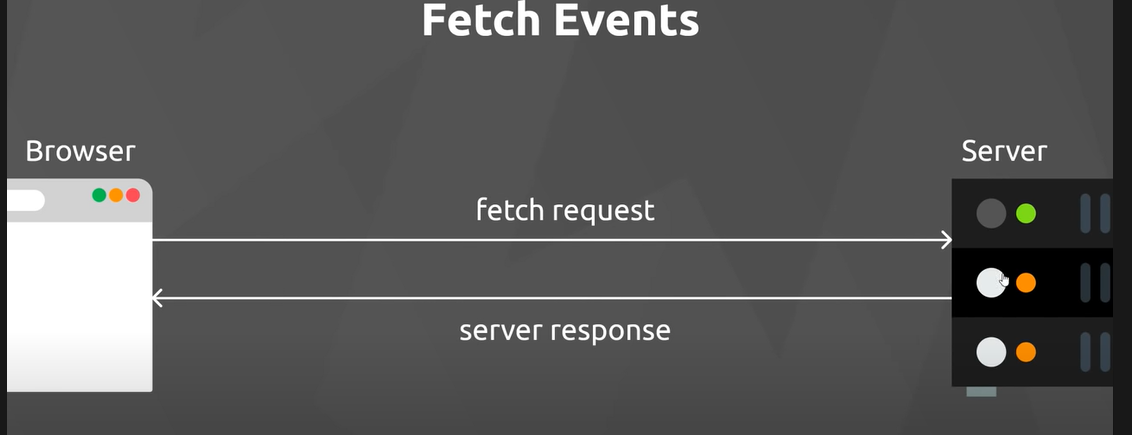 Fetch Events
Browser
Server
fetch request
server response